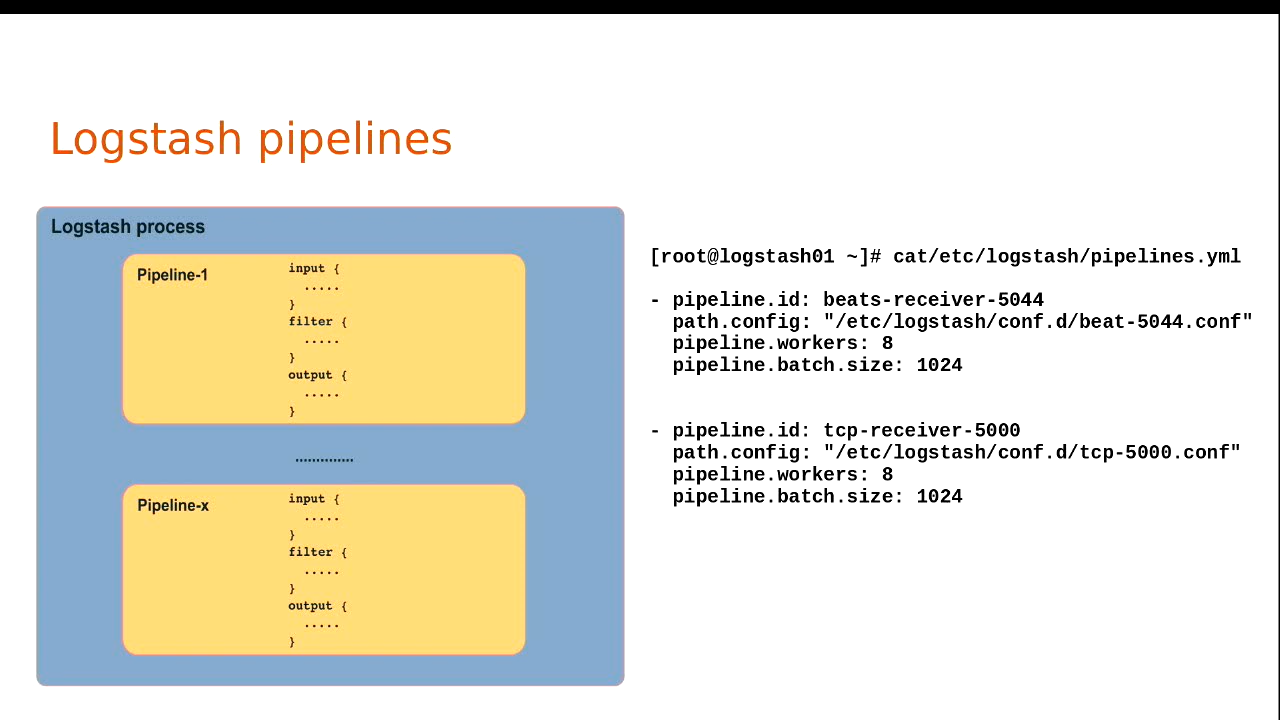 Logstash pipelines
Logstash process
Pipeline-1
input {
.....
}
filter {
.....
}
output {
.....
}
..............
Pipeline-x
input {
.....
}
filter {
.....
}
output {
.....
}
[root@logstash01 ~]# cat/etc/logstash/pipelines.yml
- pipeline.id: beats-receiver-5044
path.config: "/etc/logstash/conf.d/beat-5044.conf"
pipeline.workers: 8
pipeline.batch.size: 1024
- pipeline.id: tcp-receiver-5000
path.config: "/etc/logstash/conf.d/tcp-5000.conf"
pipeline.workers: 8
pipeline.batch.size: 1024